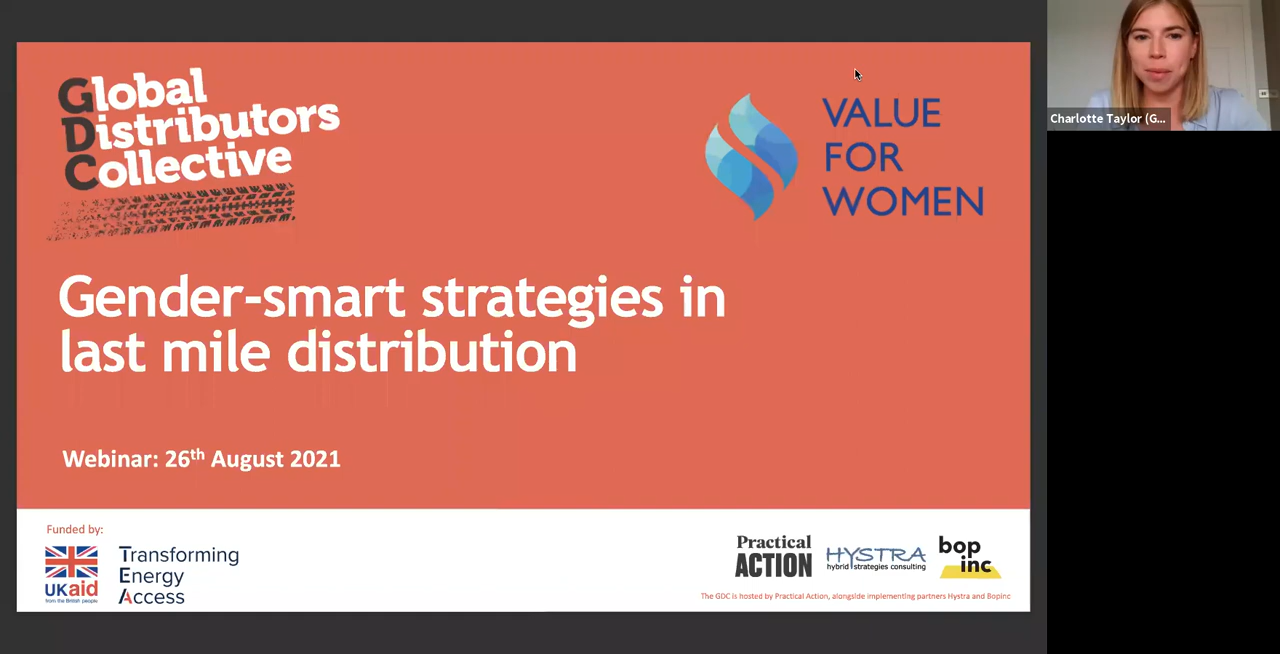 Global
Distributors
Collective
VALUE
FOR
WOMEN
Gender-smart strategies in
last mile distribution
Webinar: 26th August 2021
Funded by:
UKaid
from the British people
Transforming
Energy
Access
Practical
ACTION
HYSTRA
hybrid strategies consulting
bop
inc
The GDC is hosted by Practical Action, alongside implementing partners Hystra and Bopinc
Charlotte Taylor (G...